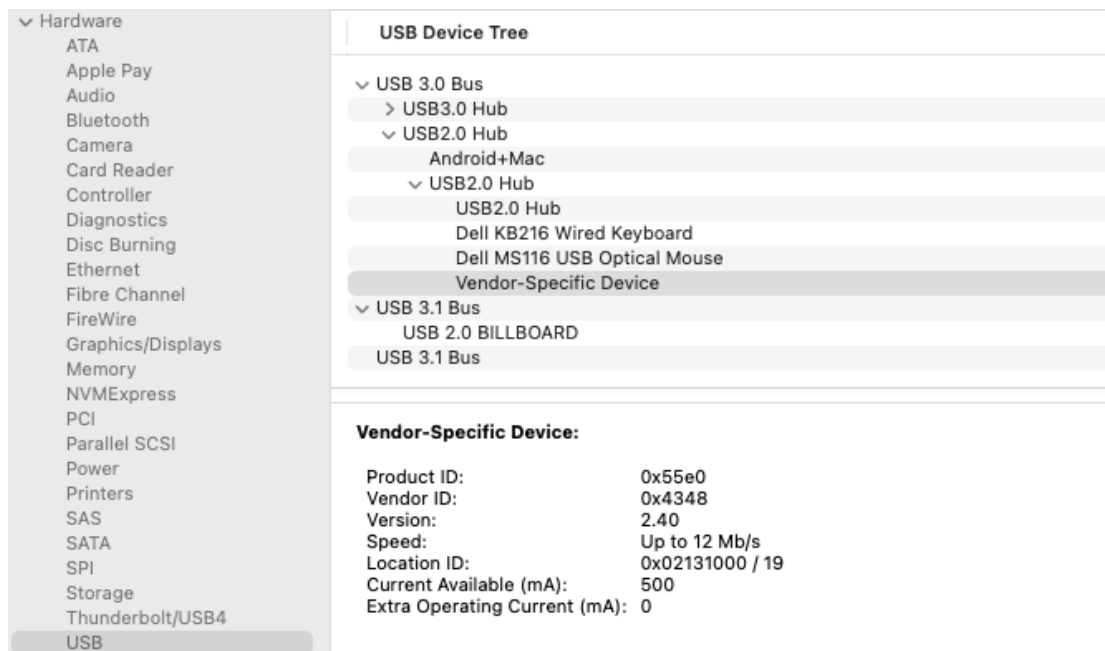 Hardware
ATA
Apple Pay
Audio
Bluetooth
Camera
Card Reader
Controller
Diagnostics
Disc Burning
Ethernet
Fibre Channel
FireWire
Graphics/Displays
Memory
NVMExpress
PCI
Parallel SCSI
Power
Printers
SAS
SATA
SPI
Storage
Thunderbolt/USB4
USB
USB Device Tree
USB 3.0 Bus
USB3.0 Hub
USB2.0 Hub
Android+Mac
USB2.0 Hub
USB2.0 Hub
Dell KB216 Wired Keyboard
Dell MS116 USB Optical Mouse
Vendor-Specific Device
USB 3.1 Bus
USB 2.0 BILLBOARD
USB 3.1 Bus
Vendor-Specific Device:
Product ID: 0x55e0
Vendor ID: 0x4348
Version: 2.40
Speed: Up to 12 Mb/s
Location ID: 0x02131000 / 19
Current Available (mA): 500
Extra Operating Current (mA): 0